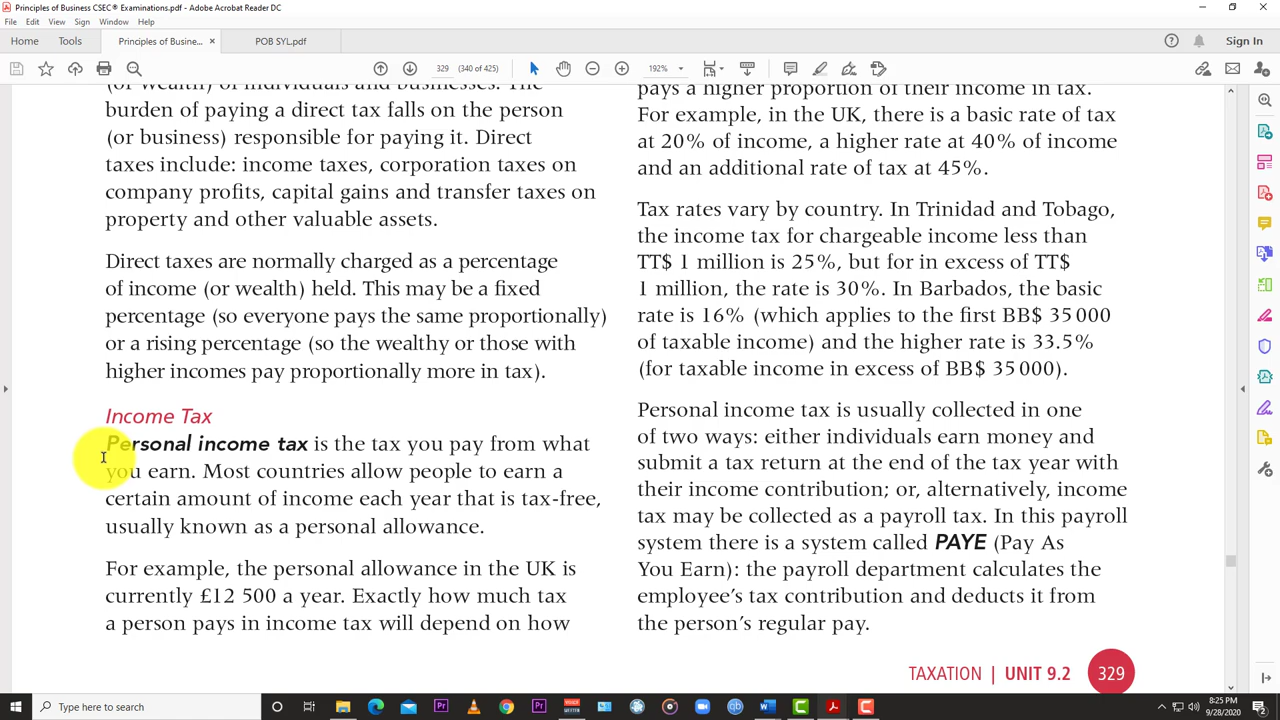 Principles of Business CSEC® Examinations.pdf - Adobe Acrobat Reader DC
File Edit View Sign Window Help
Home Tools Principles of Busine... × POB SYL.pdf Sign In
329 (340 of 425) 192%
(or wealth) of individuals and businesses. The
burden of paying a direct tax falls on the person
(or business) responsible for paying it. Direct
taxes include: income taxes, corporation taxes on
company profits, capital gains and transfer taxes on
property and other valuable assets.
Direct taxes are normally charged as a percentage
of income (or wealth) held. This may be a fixed
percentage (so everyone pays the same proportionally)
or a rising percentage (so the wealthy or those with
higher incomes pay proportionally more in tax).
Income Tax
Personal income tax is the tax you pay from what
you earn. Most countries allow people to earn a
certain amount of income each year that is tax-free,
usually known as a personal allowance.
For example, the personal allowance in the UK is
currently £12 500 a year. Exactly how much tax
a person pays in income tax will depend on how
pays a higher proportion of their income in tax.
For example, in the UK, there is a basic rate of tax
at 20% of income, a higher rate at 40% of income
and an additional rate of tax at 45%.
Tax rates vary by country. In Trinidad and Tobago,
the income tax for chargeable income less than
TT$ 1 million is 25%, but for in excess of TT$
1 million, the rate is 30%. In Barbados, the basic
rate is 16% (which applies to the first BB$ 35 000
of taxable income) and the higher rate is 33.5%
(for taxable income in excess of BB$ 35 000).
Personal income tax is usually collected in one
of two ways: either individuals earn money and
submit a tax return at the end of the tax year with
their income contribution; or, alternatively, income
tax may be collected as a payroll tax. In this payroll
system there is a system called PAYE (Pay As
You Earn): the payroll department calculates the
employee's tax contribution and deducts it from
the person's regular pay.
TAXATION | UNIT 9.2 329
Type here to search
8:25 PM
9/28/2020